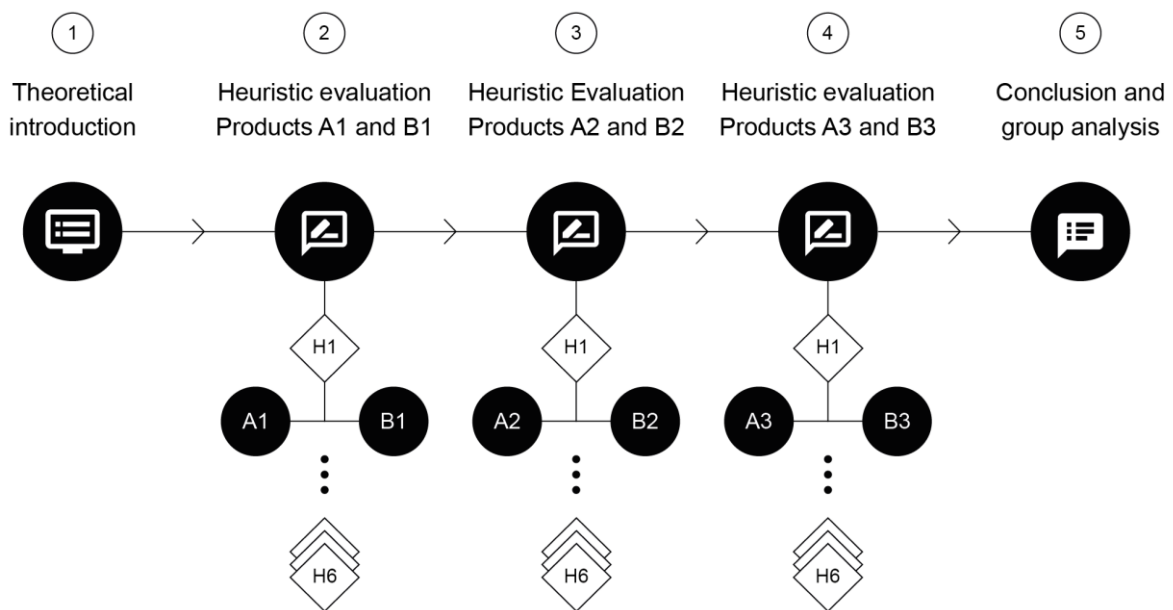 1
Theoretical
introduction
2
Heuristic evaluation
Products A1 and B1
3
Heuristic Evaluation
Products A2 and B2
4
Heuristic evaluation
Products A3 and B3
5
Conclusion and
group analysis
H1
A1
B1
H6
H1
A2
B2
H6
H1
A3
B3
H6